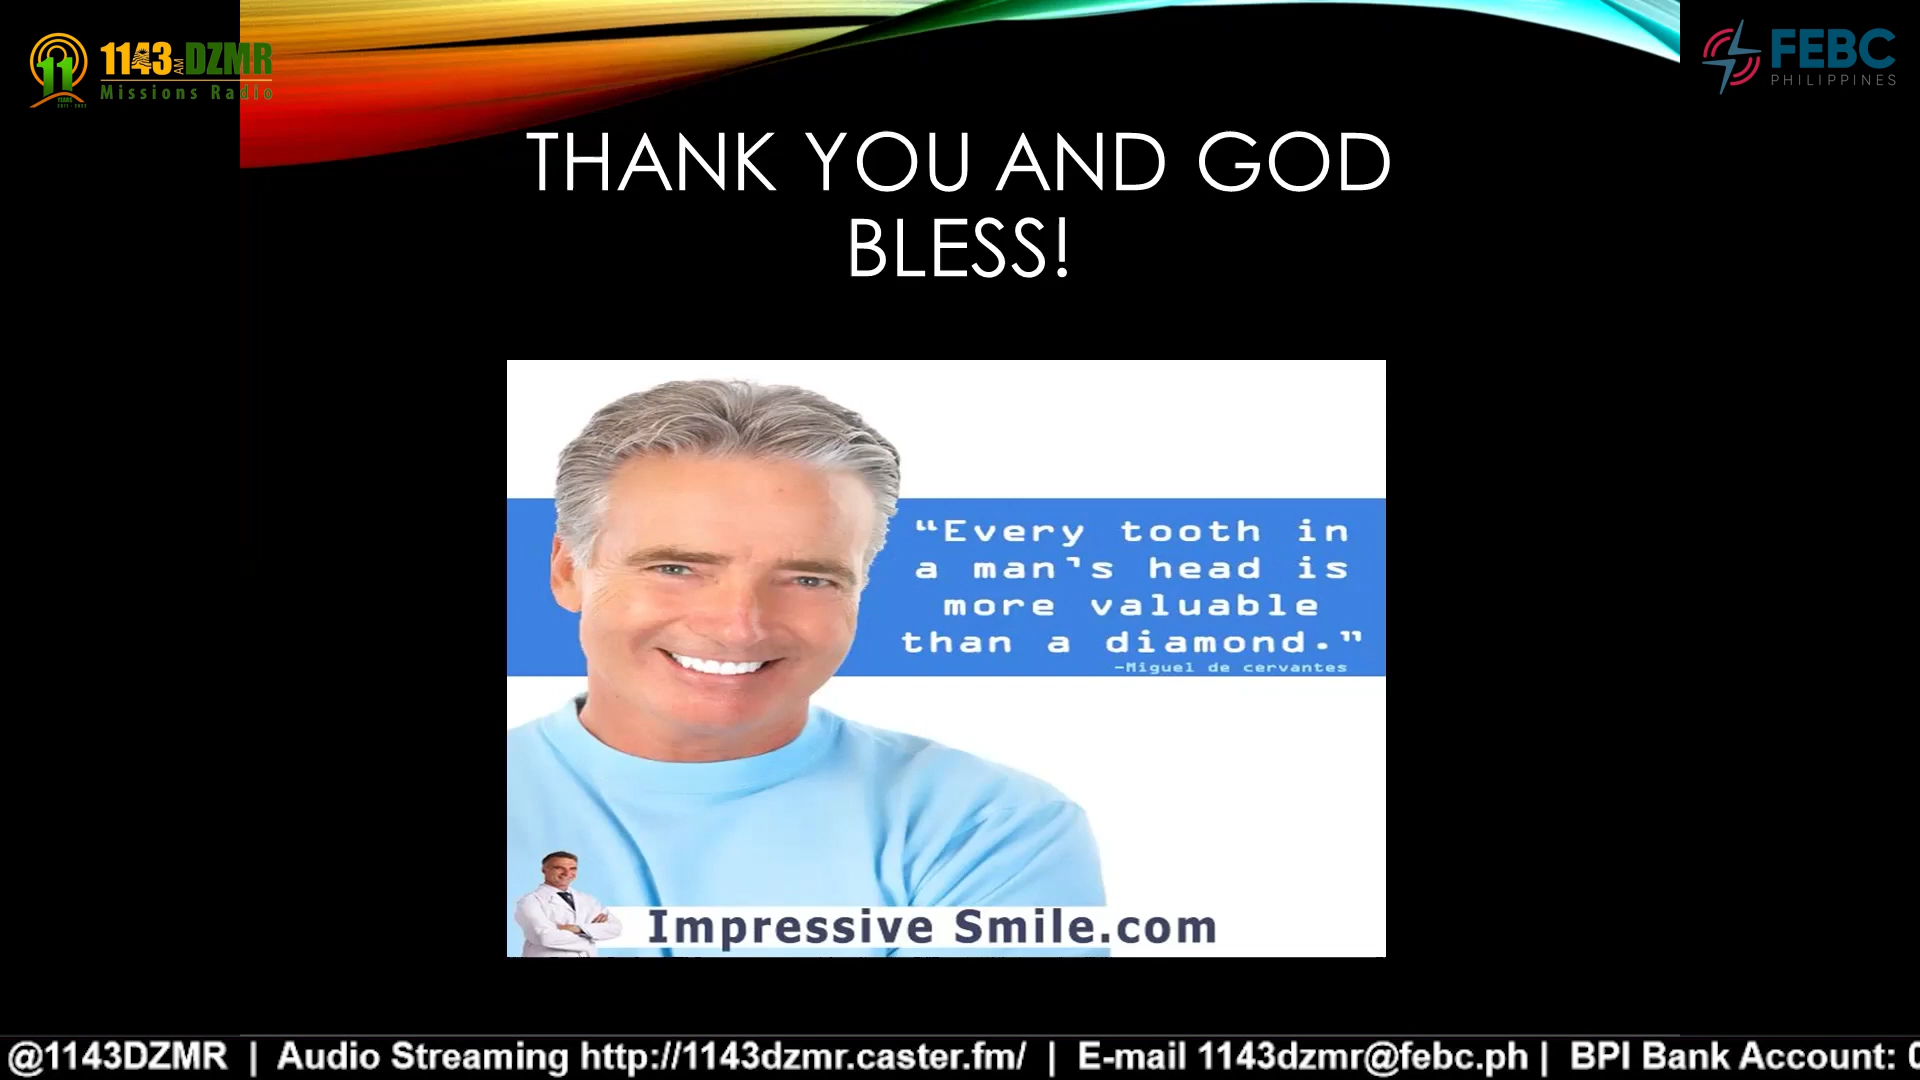 11
1143 AM DZMR
Missions Radio
FEBC
PHILIPPINES
THANK YOU AND GOD
BLESS!
“Every tooth in
a man's head is
more valuable
than a diamond.”
-Miguel de cervantes
Impressive Smile.com
@1143DZMR | Audio Streaming http://1143dzmr.caster.fm/ | E-mail 1143dzmr@febc.ph | BPI Bank Account: